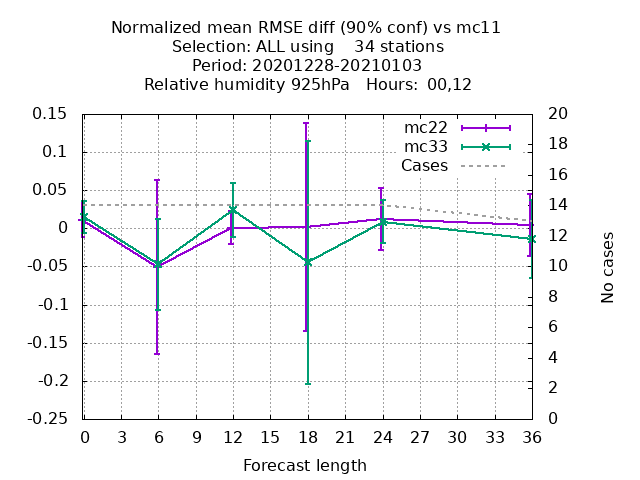 Normalized mean RMSE diff (90% conf) vs mc11
Selection: ALL using    34 stations
Period: 20201228-20210103
Relative humidity 925hPa   Hours:  00,12
mc22
mc33
Cases
0.15
0.1
0.05
0
-0.05
-0.1
-0.15
-0.2
-0.25
20
18
16
14
12
10
8
6
4
2
0
No cases
0 3 6 9 12 15 18 21 24 27 30 33 36
Forecast length